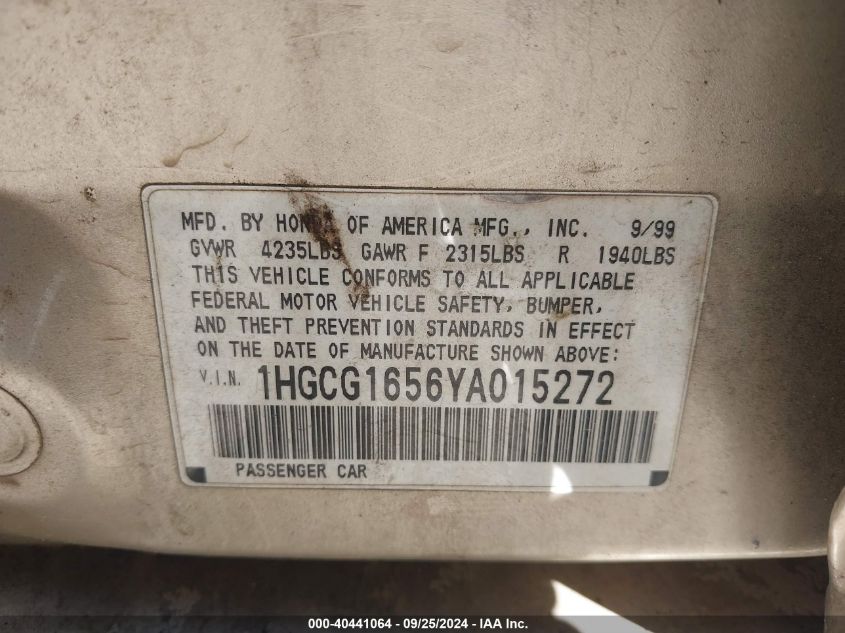 MFD. BY HONDA OF AMERICA MFG., INC. 9/99
GVWR 4235LBS GAWR F 2315LBS R 1940LBS
THIS VEHICLE CONFORMS TO ALL APPLICABLE
FEDERAL MOTOR VEHICLE SAFETY, BUMPER,
AND THEFT PREVENTION STANDARDS IN EFFECT
ON THE DATE OF MANUFACTURE SHOWN ABOVE:
V.I.N. 1HGCG1656YA015272
PASSENGER CAR
000-40441064 - 09/25/2024 - IAA Inc.